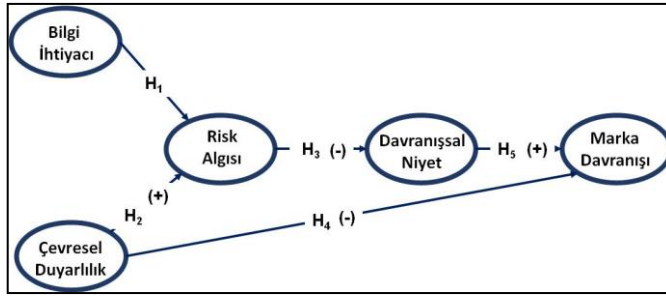 Bilgi
İhtiyacı
H1
Risk
Algısı
H3 (-)
Davranışsal
Niyet
H5 (+)
Marka
Davranışı
(+)
H2
H4 (-)
Çevresel
Duyarlılık